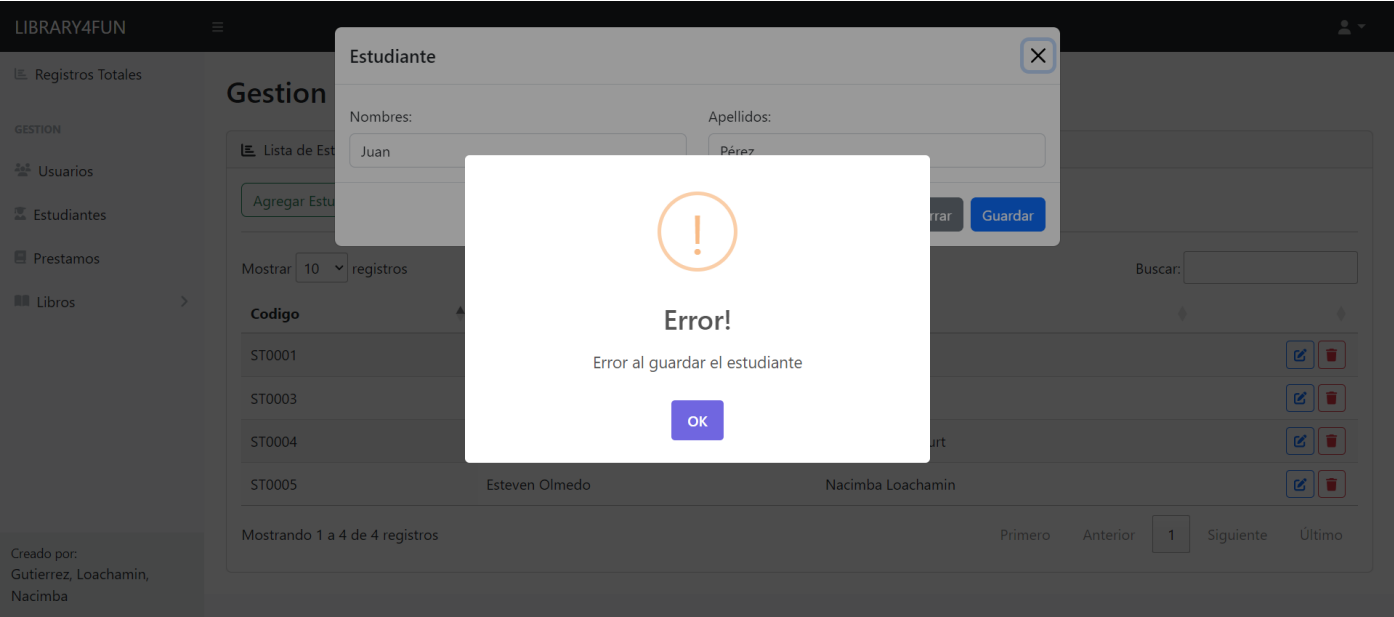 LIBRARY4FUN
Registros Totales
GESTION
Usuarios
Estudiantes
Prestamos
Libros
Creado por:
Gutierrez, Loachamin,
Nacimba
Gestion
Lista de Est
Agregar Estu
Estudiante
Nombres:
Apellidos:
Juan
Pérez
Guardar
Error!
Error al guardar el estudiante
OK
Mostrar 10 registros
Buscar:
Codigo
ST0001
ST0003
ST0004
ST0005 Esteven Olmedo Nacimba Loachamin
Mostrando 1 a 4 de 4 registros
Primero Anterior 1 Siguiente Último